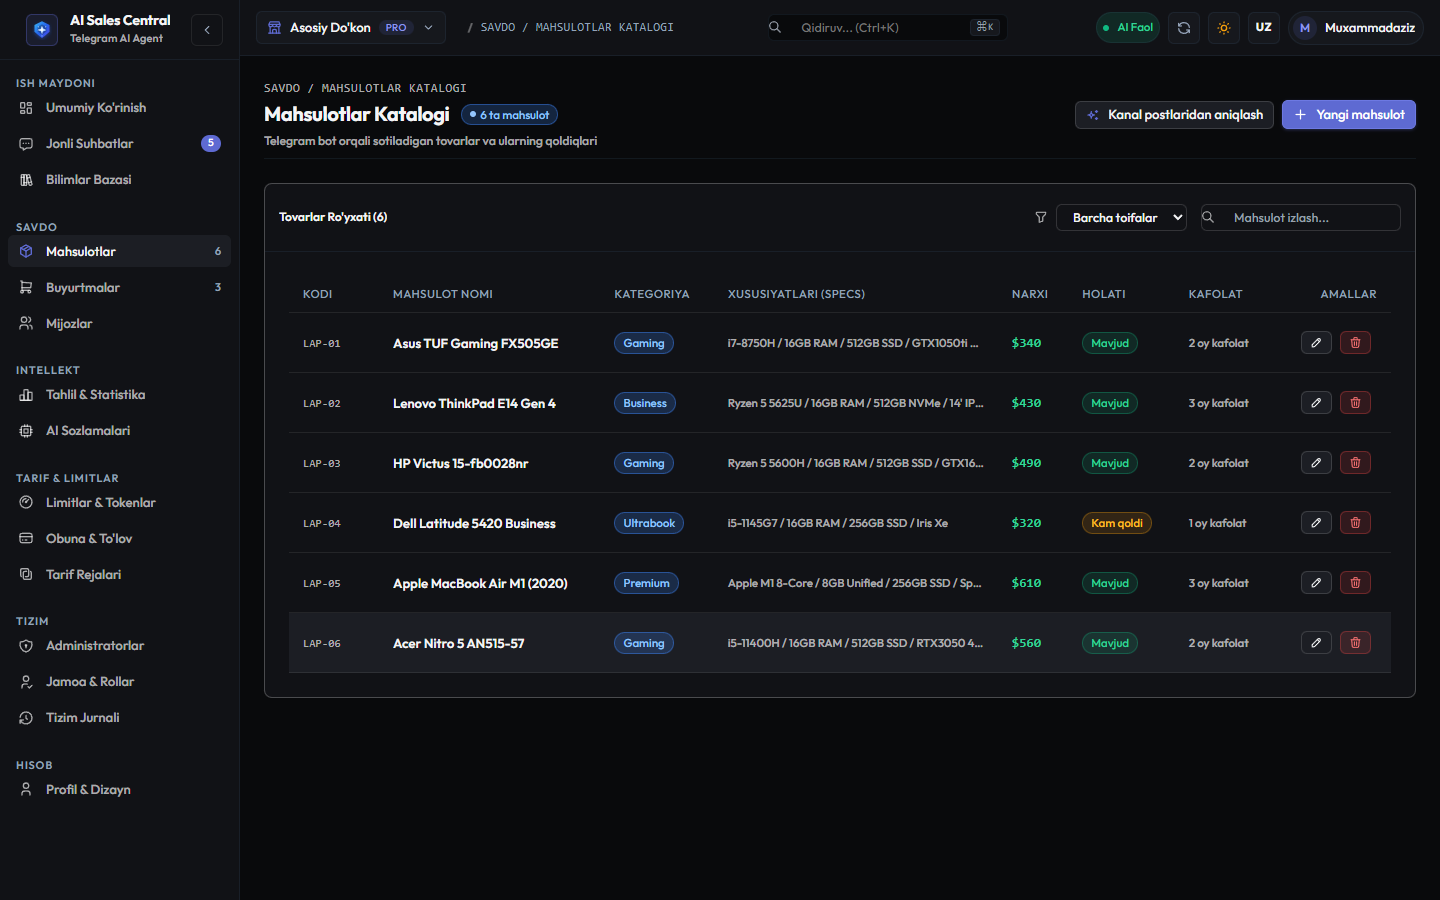 AI Sales Central
Telegram AI Agent
ISH MAYDONI
Umumiy Ko'rinish
Jonli Suhbatlar 5
Bilimlar Bazasi
SAVDO
Mahsulotlar 6
Buyurtmalar 3
Mijozlar
INTELLEKT
Tahlil & Statistika
AI Sozlamalari
TARIF & LIMITLAR
Limitlar & Tokenlar
Obuna & To'lov
Tarif Rejalari
TIZIM
Administratorlar
Jamoa & Rollar
Tizim Jurnali
HISOB
Profil & Dizayn
Asosiy Do'kon PRO / SAVDO / MAHSULOTLAR KATALOGI Qidiruv... (Ctrl+K) ⌘K AI Faol UZ M Muxammadaziz
SAVDO / MAHSULOTLAR KATALOGI
Mahsulotlar Katalogi 6 ta mahsulot Kanal postlaridan aniqlash Yangi mahsulot
Telegram bot orqali sotiladigan tovarlar va ularning qoldiqlari
Tovarlar Ro'yxati (6) Barcha toifalar Mahsulot izlash...
KODI MAHSULOT NOMI KATEGORIYA XUSUSIYATLARI (SPECS) NARXI HOLATI KAFOLAT AMALLAR
LAP-01 Asus TUF Gaming FX505GE Gaming i7-8750H / 16GB RAM / 512GB SSD / GTX1050ti ... $340 Mavjud 2 oy kafolat
LAP-02 Lenovo ThinkPad E14 Gen 4 Business Ryzen 5 5625U / 16GB RAM / 512GB NVMe / 14' IP... $430 Mavjud 3 oy kafolat
LAP-03 HP Victus 15-fb0028nr Gaming Ryzen 5 5600H / 16GB RAM / 512GB SSD / GTX16... $490 Mavjud 2 oy kafolat
LAP-04 Dell Latitude 5420 Business Ultrabook i5-1145G7 / 16GB RAM / 256GB SSD / Iris Xe $320 Kam qoldi 1 oy kafolat
LAP-05 Apple MacBook Air M1 (2020) Premium Apple M1 8-Core / 8GB Unified / 256GB SSD / Sp... $610 Mavjud 3 oy kafolat
LAP-06 Acer Nitro 5 AN515-57 Gaming i5-11400H / 16GB RAM / 512GB SSD / RTX3050 4... $560 Mavjud 2 oy kafolat